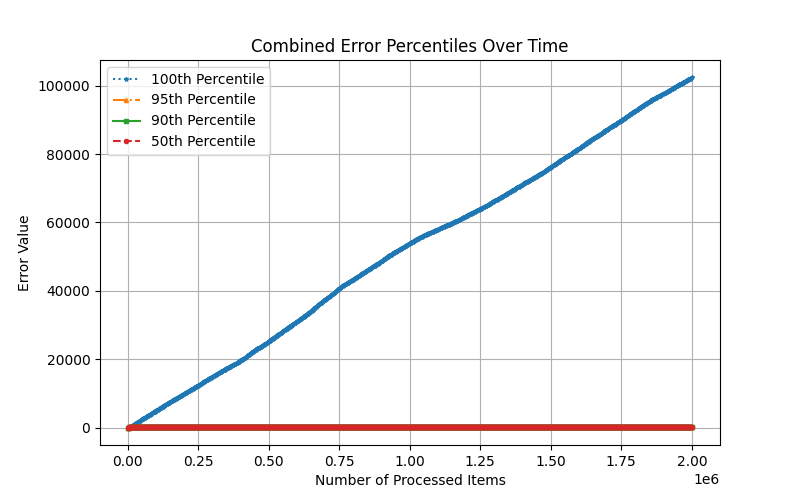 Combined Error Percentiles Over Time
100th Percentile
95th Percentile
90th Percentile
50th Percentile
Error Value
100000
80000
60000
40000
20000
0
0.00 0.25 0.50 0.75 1.00 1.25 1.50 1.75 2.00
1e6
Number of Processed Items